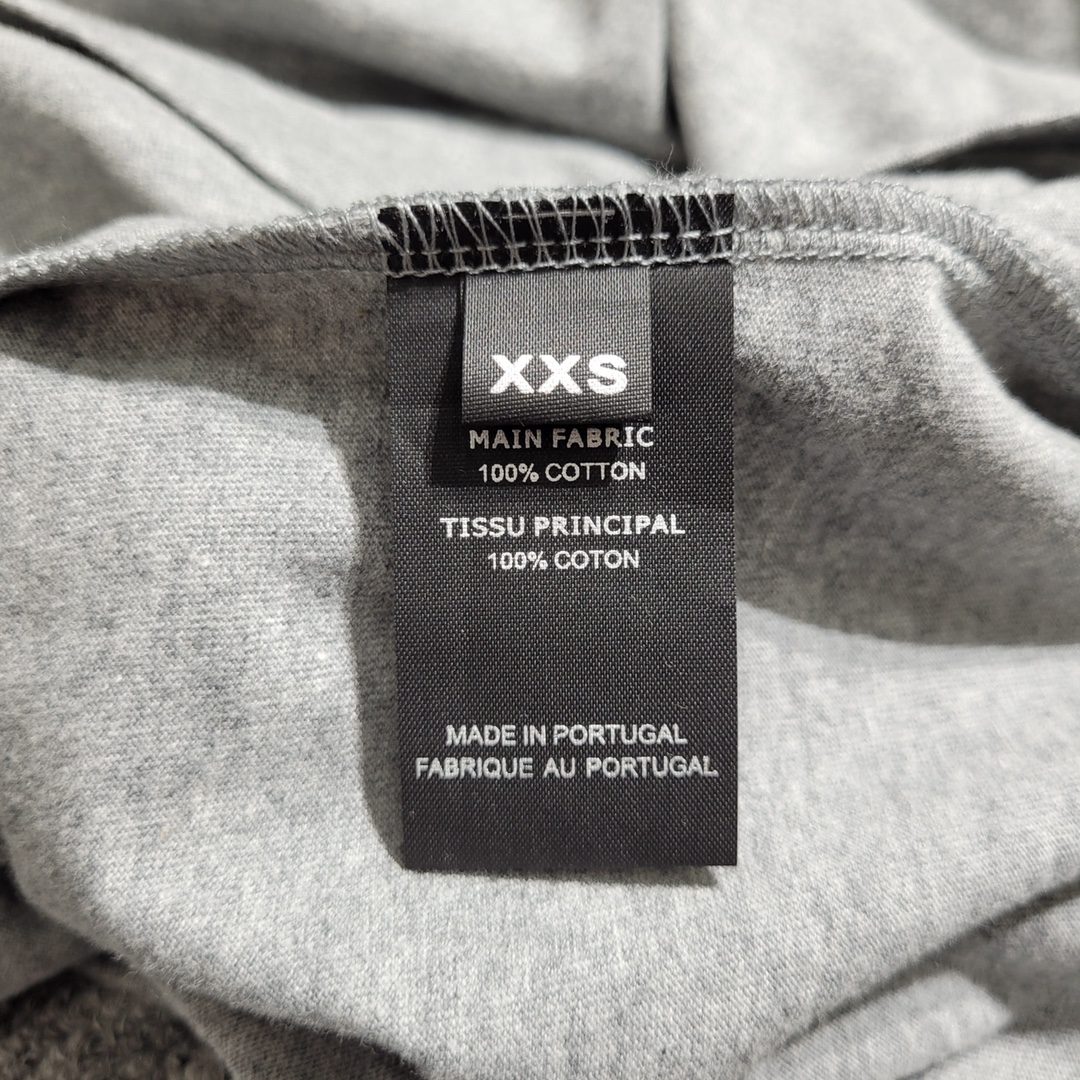 XXS
MAIN FABRIC
100% COTTON
TISSU PRINCIPAL
100% COTON
MADE IN PORTUGAL
FABRIQUE AU PORTUGAL